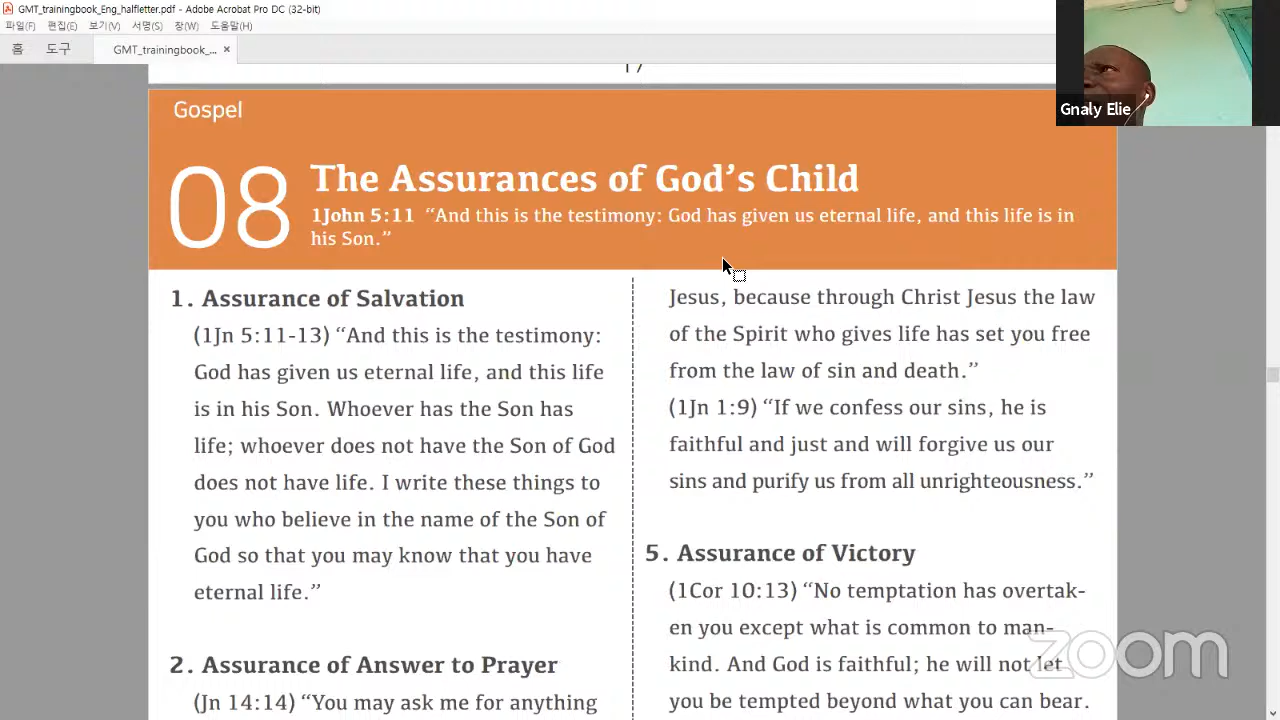 GMT_trainingbook_Eng_halfletter.pdf - Adobe Acrobat Pro DC (32-bit)
파일(F) 편집(E) 보기(V) 서명(S) 창(W) 도움말(H)
홈 도구 GMT_trainingbook_... ×
17
Gospel
08
The Assurances of God's Child
1John 5:11 “And this is the testimony: God has given us eternal life, and this life is in
his Son.”
1. Assurance of Salvation
(1Jn 5:11-13) “And this is the testimony:
God has given us eternal life, and this life
is in his Son. Whoever has the Son has
life; whoever does not have the Son of God
does not have life. I write these things to
you who believe in the name of the Son of
God so that you may know that you have
eternal life.”
2. Assurance of Answer to Prayer
(Jn 14:14) “You may ask me for anything
Jesus, because through Christ Jesus the law
of the Spirit who gives life has set you free
from the law of sin and death.”
(1Jn 1:9) “If we confess our sins, he is
faithful and just and will forgive us our
sins and purify us from all unrighteousness.”
5. Assurance of Victory
(1Cor 10:13) “No temptation has overtak-
en you except what is common to man-
kind. And God is faithful; he will not let
you be tempted beyond what you can bear.
Gnaly Elie
zoom